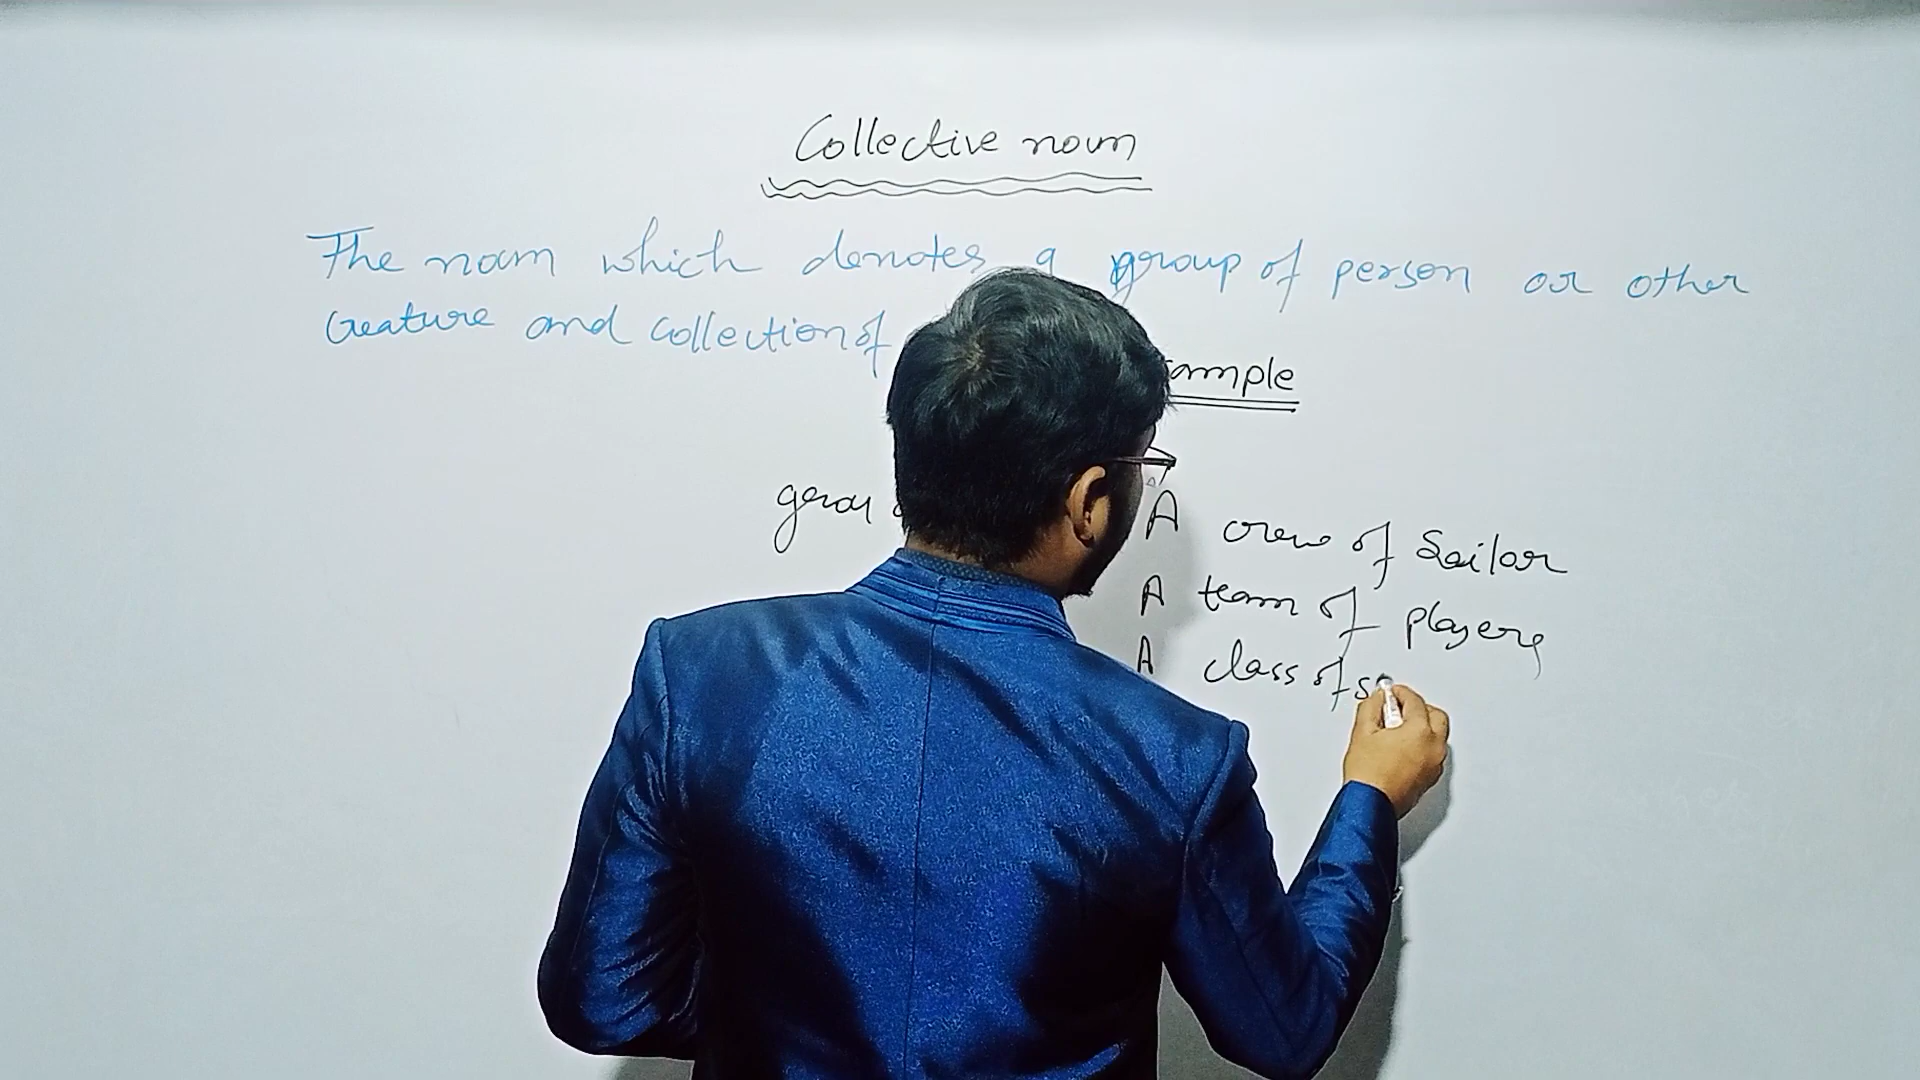 Collective noun
The noun which denotes a group of person or other
creature and collection of
ample
A crew of Sailor
A team of players
A class of s